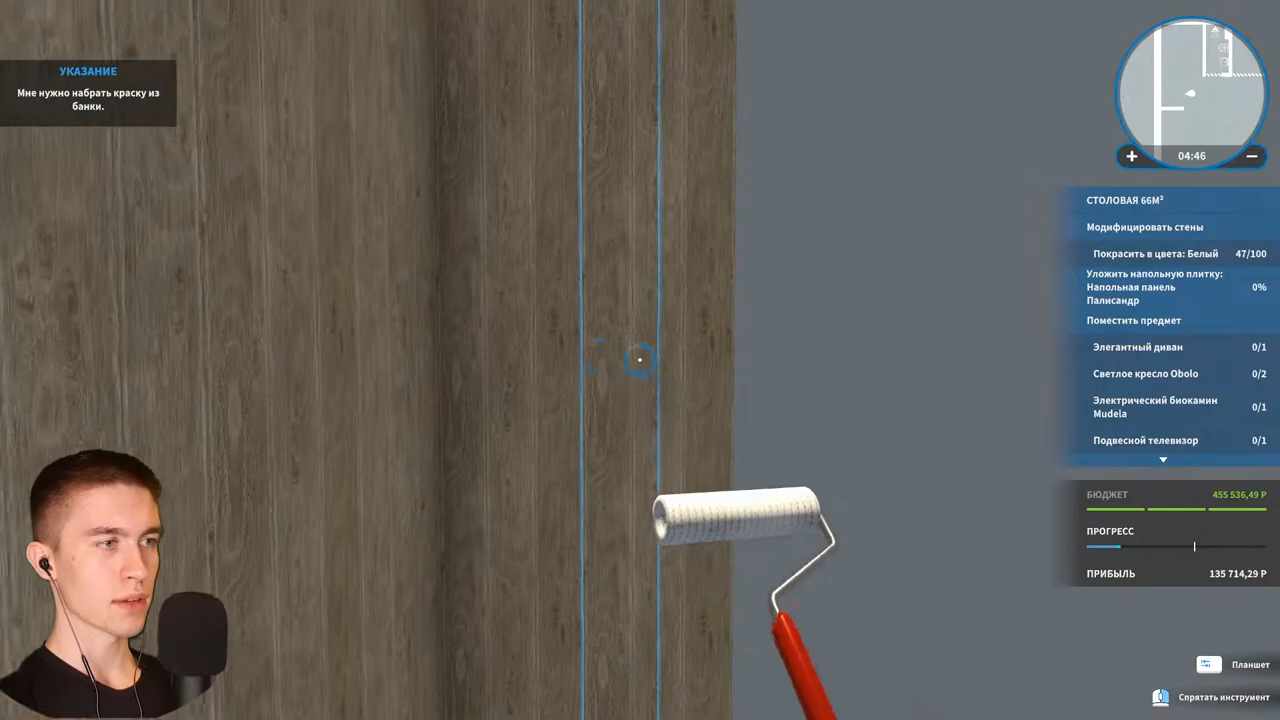 УКАЗАНИЕ
Мне нужно набрать краску из
банки.
04:46
СТОЛОВАЯ 66М²
Модифицировать стены
Покрасить в цвета: Белый 47/100
Уложить напольную плитку:
Напольная панель 0%
Палисандр
Поместить предмет
Элегантный диван 0/1
Светлое кресло Obolo 0/2
Электрический биокамин
Mudela 0/1
Подвесной телевизор 0/1
БЮДЖЕТ 455 536,49 Р
ПРОГРЕСС
ПРИБЫЛЬ 135 714,29 Р
Планшет
Спрятать инструмент